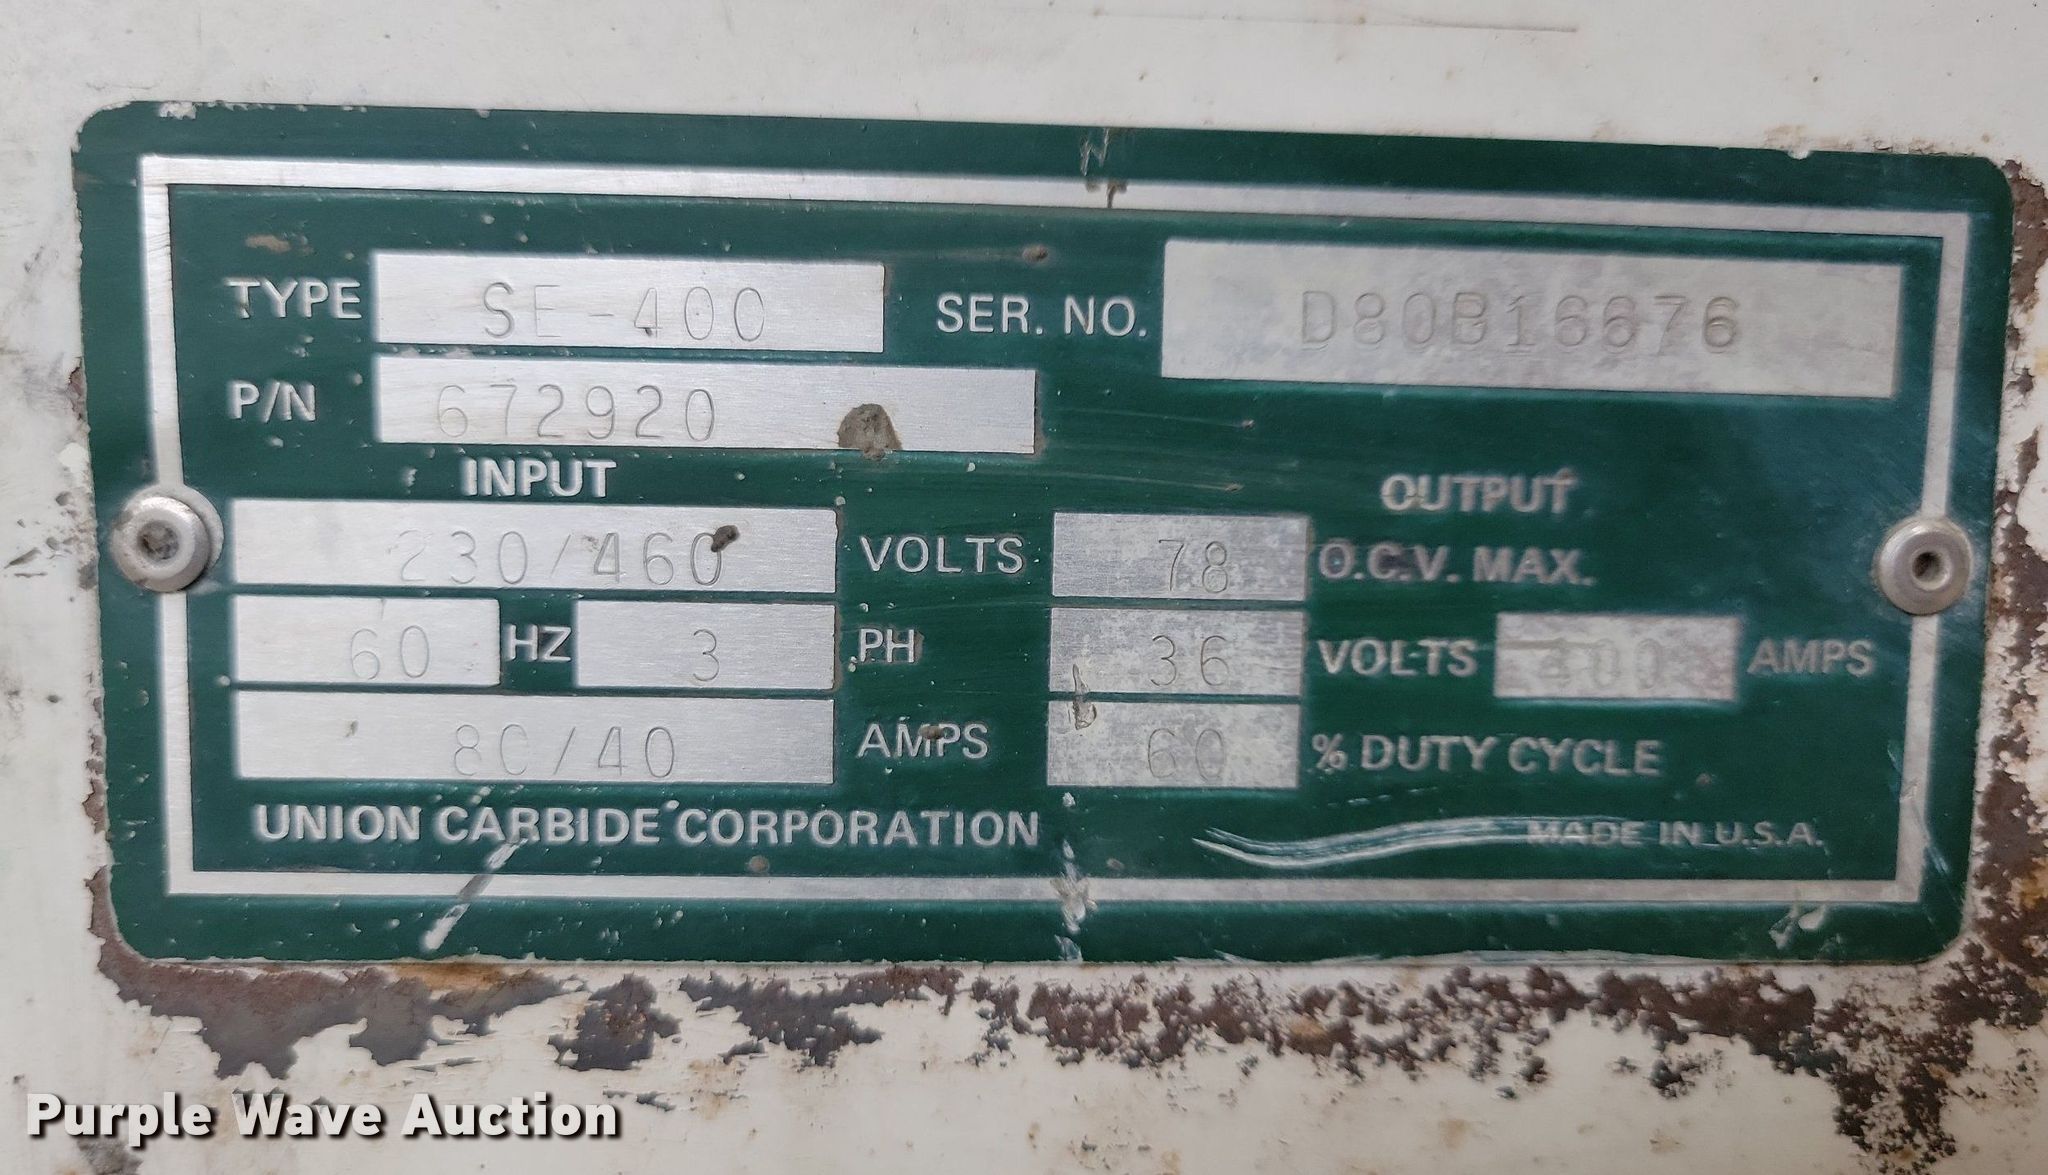 TYPE SE-400 SER. NO. D80B16676
P/N 672920
INPUT OUTPUT
230/460 VOLTS 78 O.C.V. MAX.
60 HZ 3 PH 36 VOLTS 400 AMPS
80/40 AMPS 60 % DUTY CYCLE
UNION CARBIDE CORPORATION MADE IN U.S.A.
Purple Wave Auction